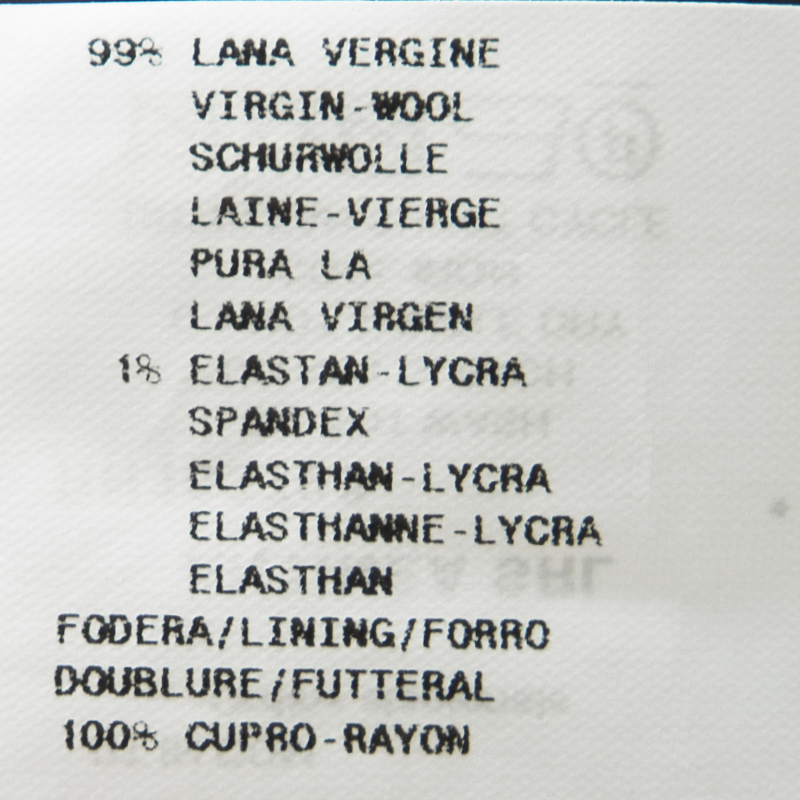 99% LANA VERGINE
VIRGIN-WOOL
SCHURWOLLE
LAINE-VIERGE
PURA LA
LANA VIRGEN
1% ELASTAN-LYCRA
SPANDEX
ELASTHAN-LYCRA
ELASTHANNE-LYCRA
ELASTHAN
FODERA/LINING/FORRO
DOUBLURE/FUTTERAL
100% CUPRO-RAYON